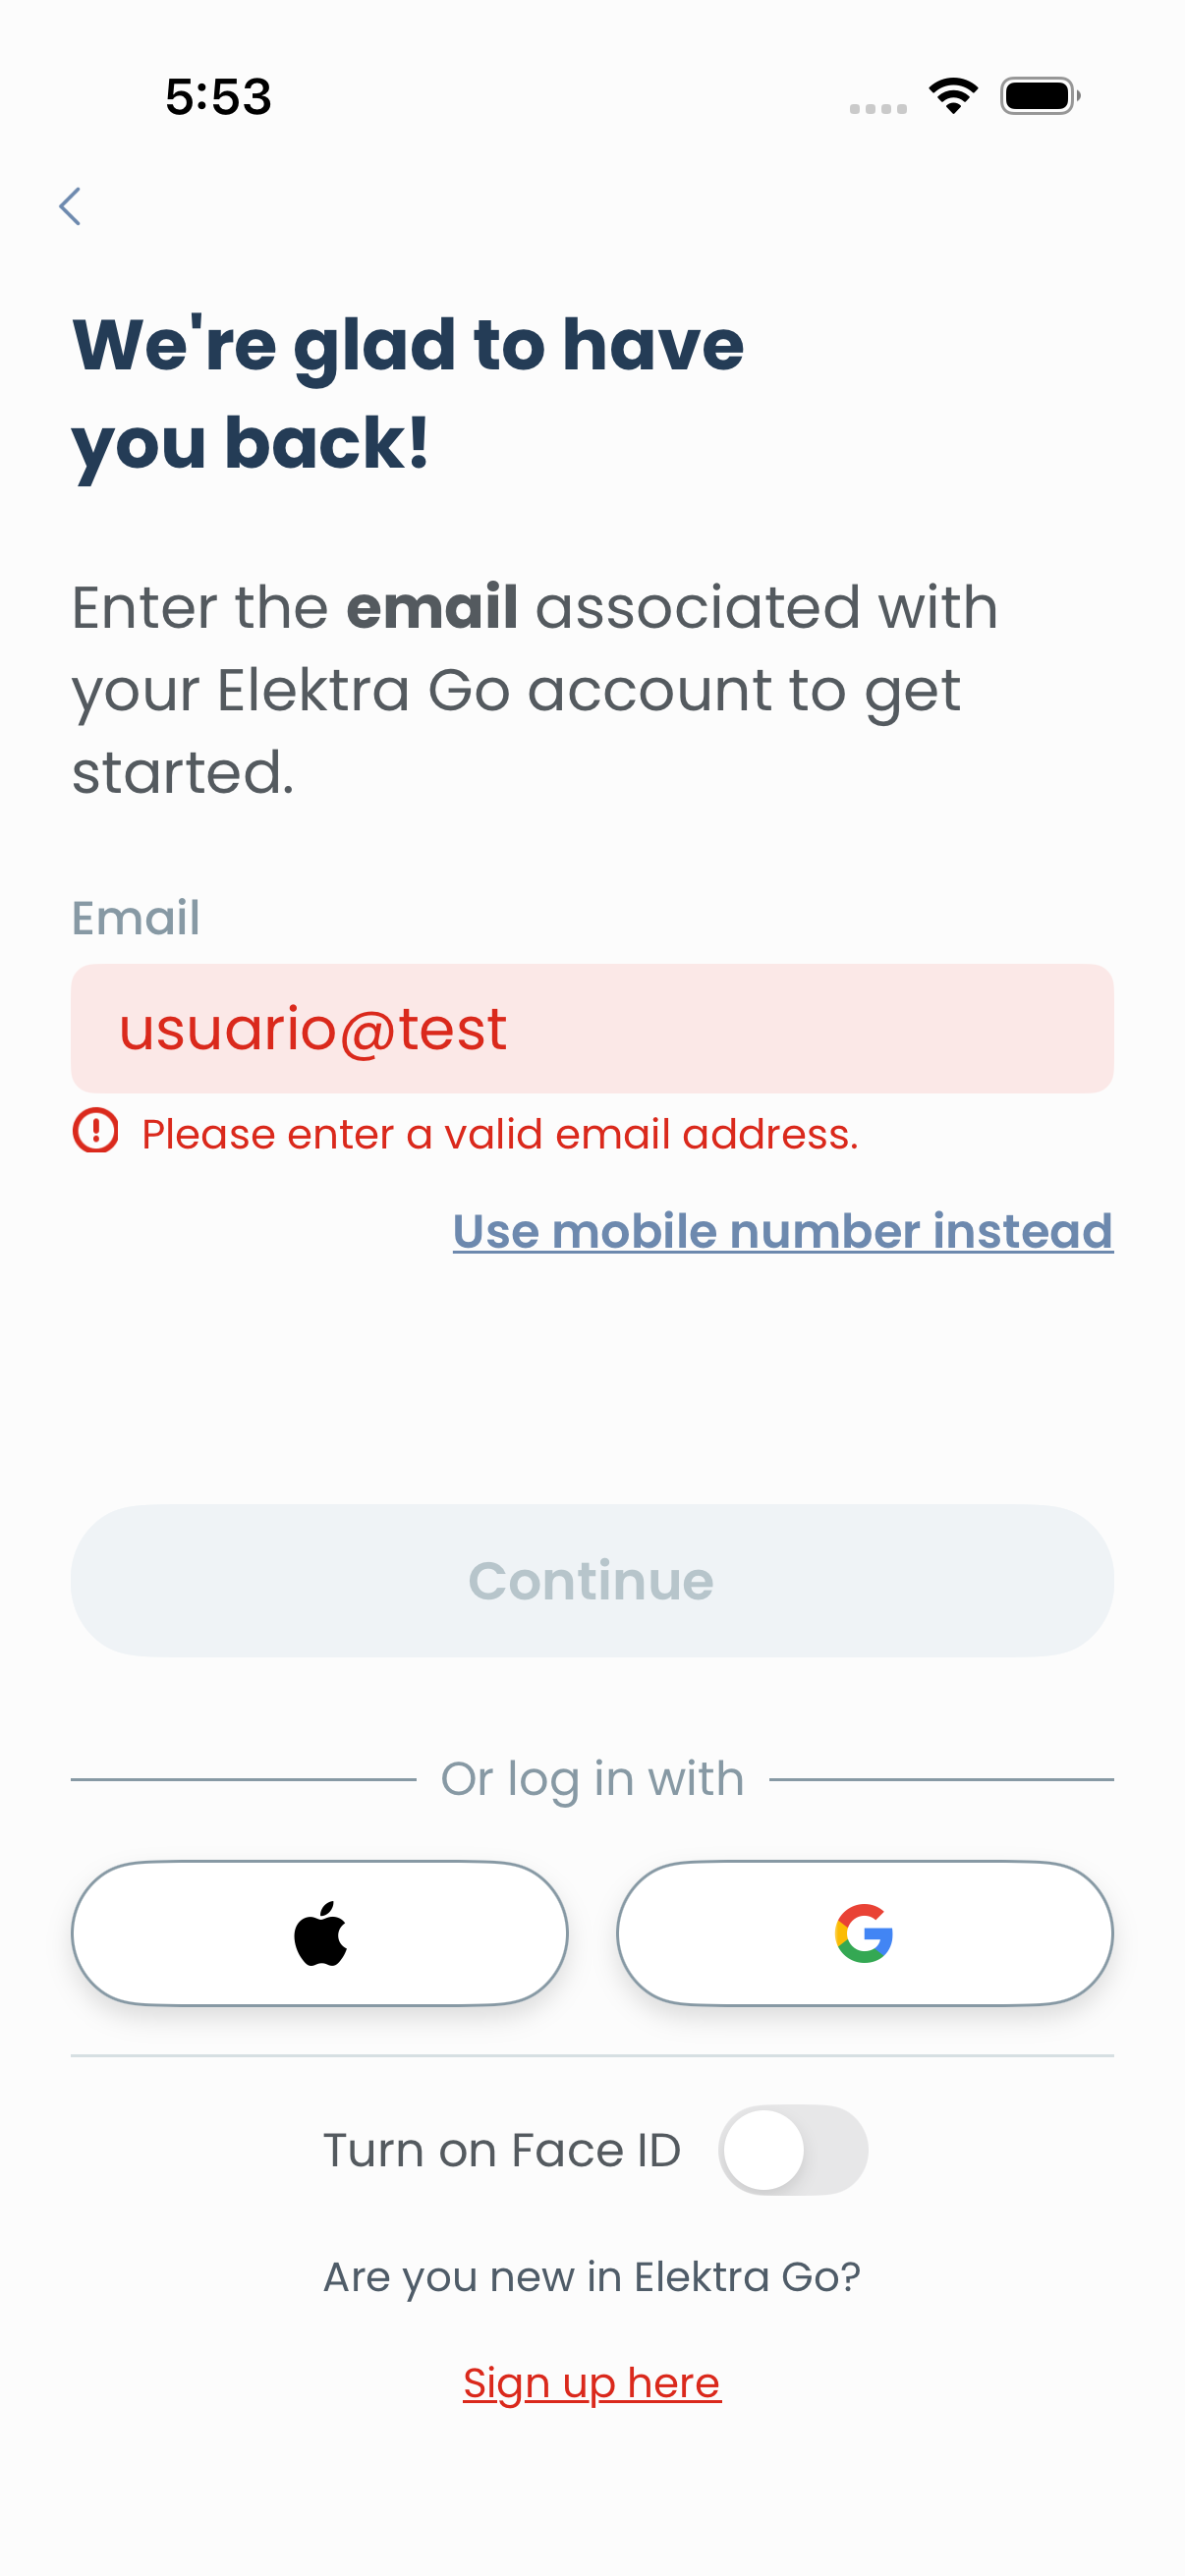 5:53
We're glad to have
you back!
Enter the email associated with
your Elektra Go account to get
started.
Email
usuario@test
Please enter a valid email address.
Use mobile number instead
Continue
Or log in with
Turn on Face ID
Are you new in Elektra Go?
Sign up here